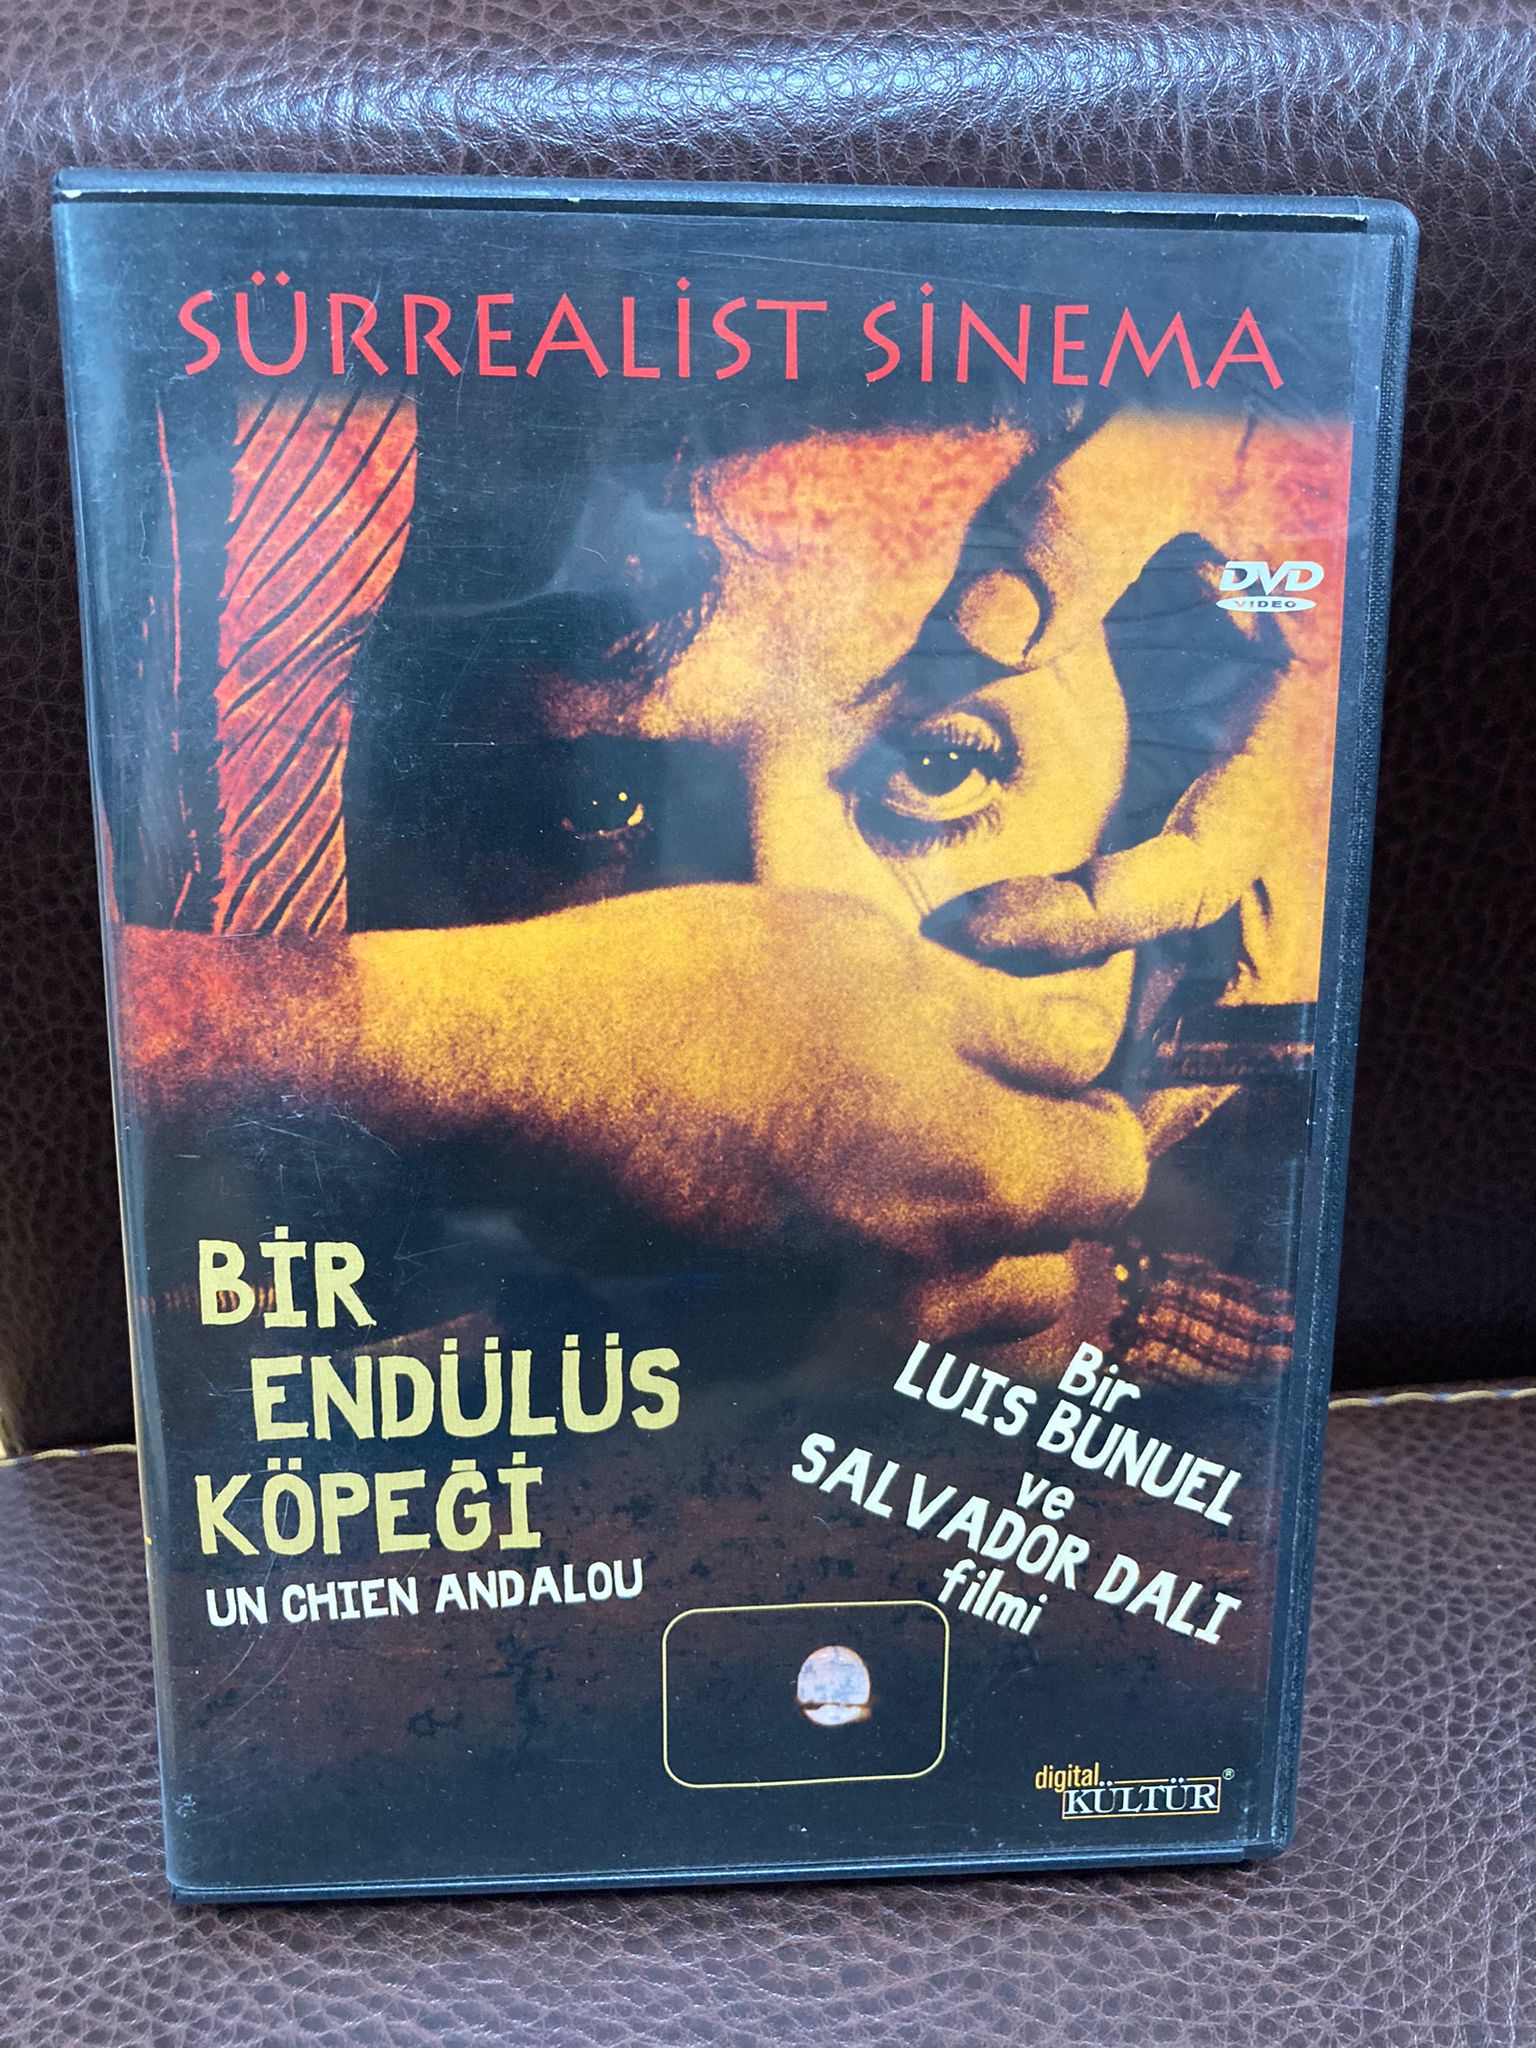 SÜRREALİST SİNEMA
DVD
VIDEO
BİR
ENDÜLÜS
KÖPEĞİ
UN CHIEN ANDALOU
Bir
LUIS BUNUEL
ve
SALVADOR DALI
filmi
digital
KÜLTÜR®